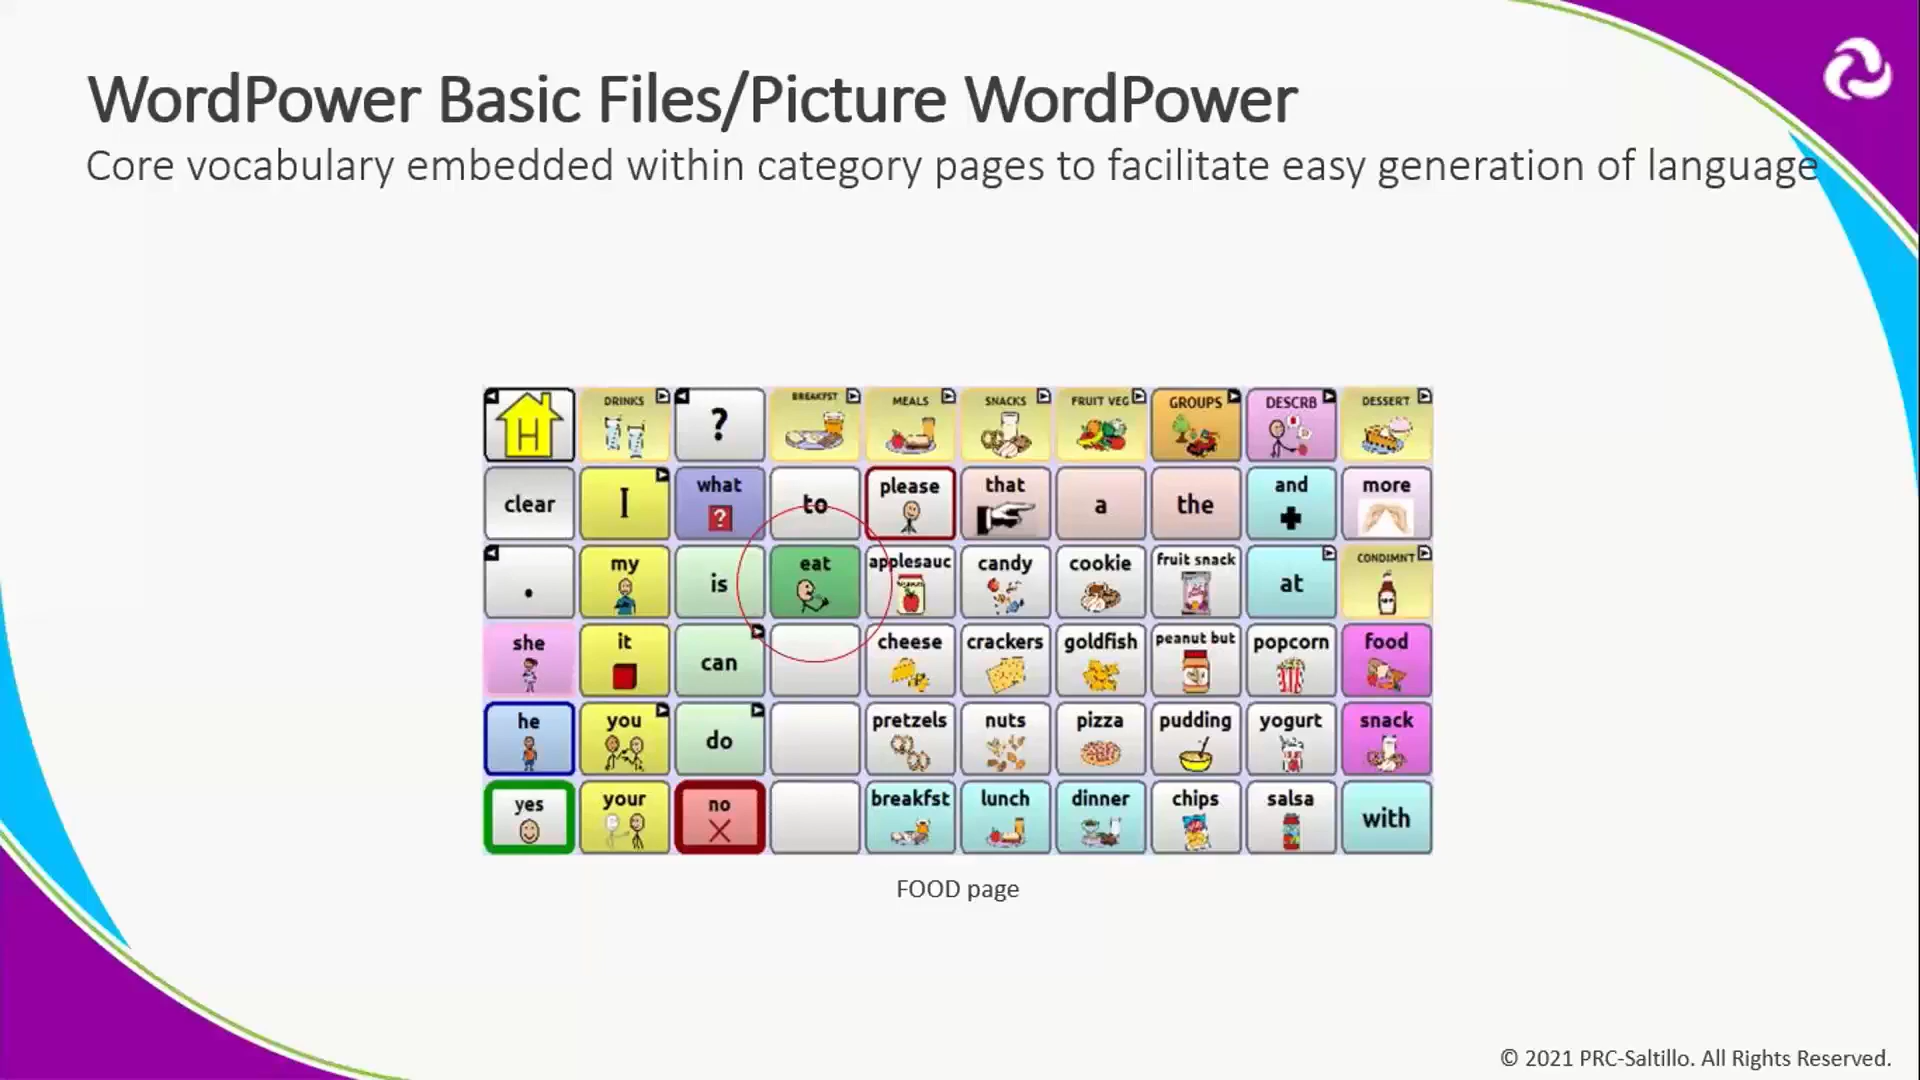 WordPower Basic Files/Picture WordPower
Core vocabulary embedded within category pages to facilitate easy generation of language
H DRINKS ? BREAKFST MEALS SNACKS FRUIT VEG GROUPS DESCRB DESSERT
clear I what ? to please that a the and more
. my is eat applesauc candy cookie fruit snack at CONDIMNT
she it can cheese crackers goldfish peanut but popcorn food
he you do pretzels nuts pizza pudding yogurt snack
yes your no breakfst lunch dinner chips salsa with
FOOD page
© 2021 PRC-Saltillo. All Rights Reserved.